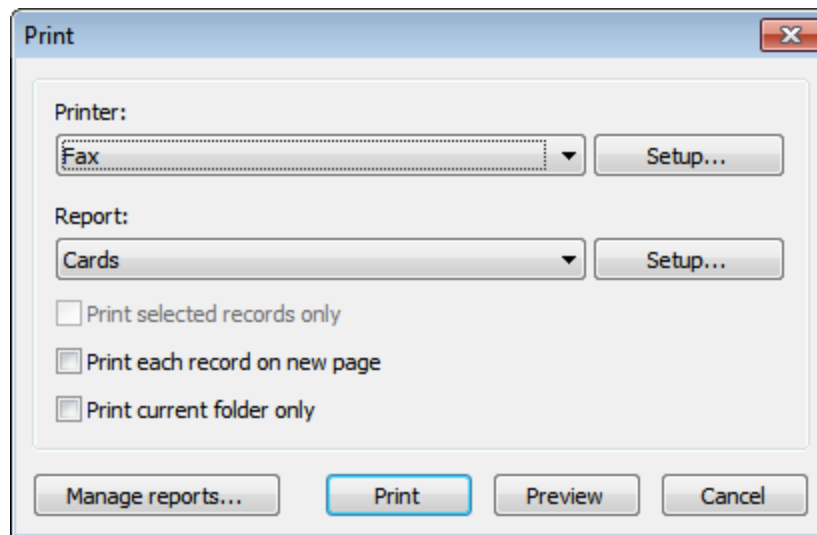 Print
Printer:
Fax
Setup...
Report:
Cards
Setup...
Print selected records only
Print each record on new page
Print current folder only
Manage reports...
Print
Preview
Cancel